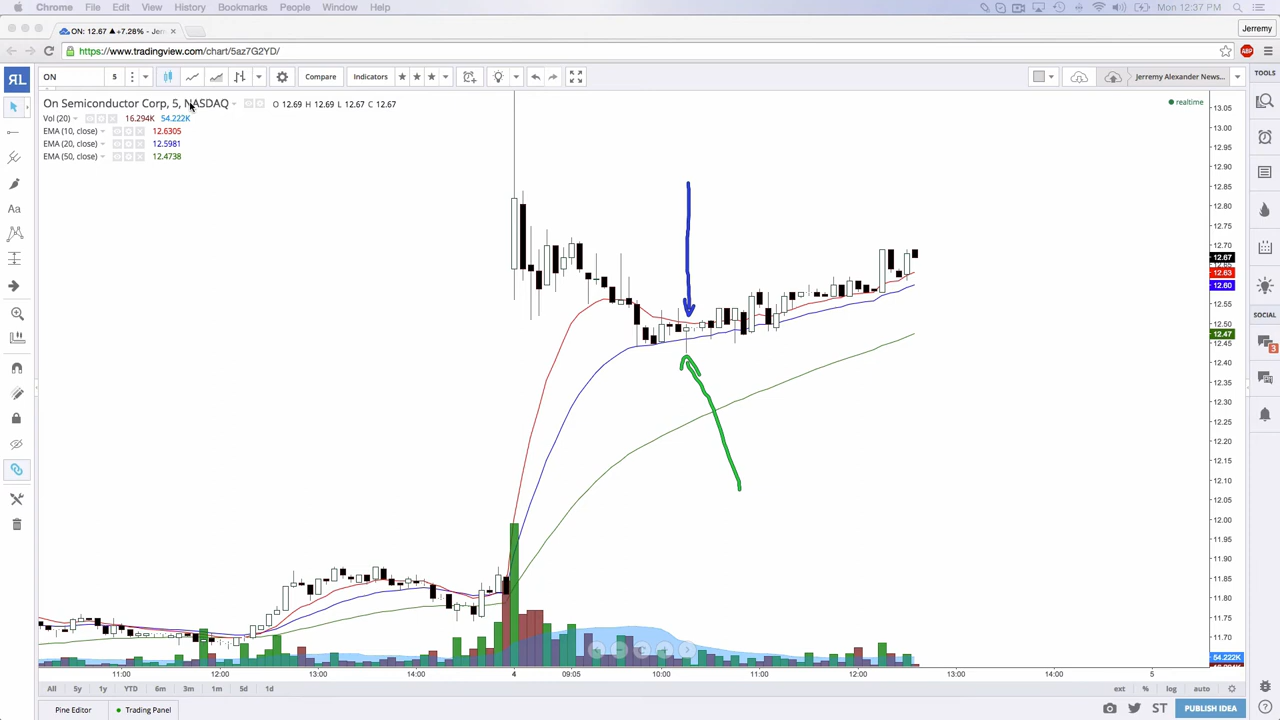 Chrome File Edit View History Bookmarks People Window Help Mon 12:37 PM
ON: 12.67 ▲+7.28% - Jerr Jerremy
https://www.tradingview.com/chart/5az7G2YD/ ABP
RL ON 5 Compare Indicators Jerremy Alexander News... TOOLS
On Semiconductor Corp, 5, NASDAQ O 12.69 H 12.69 L 12.67 C 12.67 realtime
Vol (20) 16.294K 54.222K
EMA (10, close) 12.6305
EMA (20, close) 12.5981
EMA (50, close) 12.4738
Aa
13.05
13.00
12.95
12.90
12.85
12.80
12.75
12.70
12.67
12.63
12.60
12.55
12.50
12.47
12.45
12.40
12.35
12.30
12.25
12.20
12.15
12.10
12.05
12.00
11.95
11.90
11.85
11.80
11.75
11.70
54.222K
SOCIAL
3
11:00 12:00 13:00 14:00 4 09:05 10:00 11:00 12:00 13:00 14:00 5
All 5y 1y YTD 6m 3m 1m 5d 1d ext % log auto
Pine Editor Trading Panel ST PUBLISH IDEA